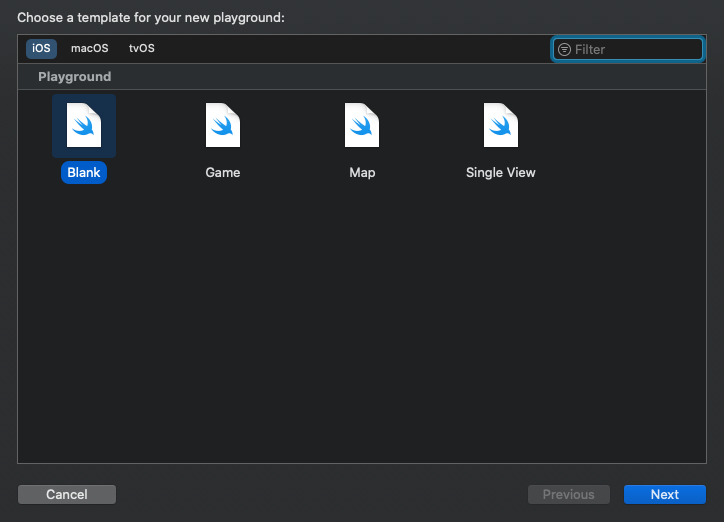 Choose a template for your new playground:
iOS macOS tvOS Filter
Playground
Blank Game Map Single View
Cancel Previous Next